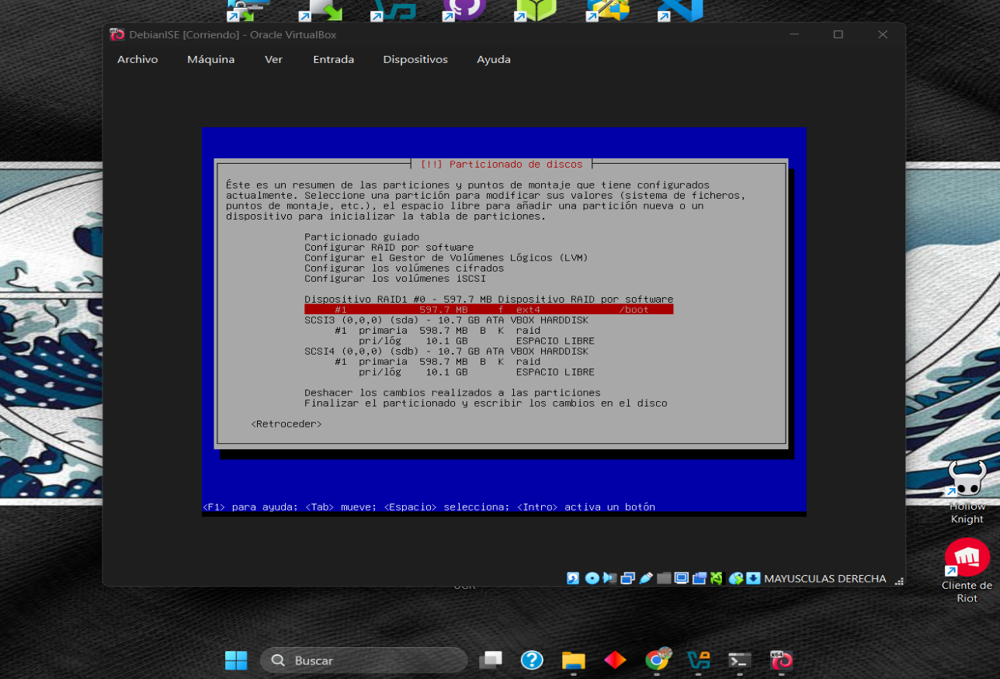 DebianISE [Corriendo] - Oracle VirtualBox
Archivo Máquina Ver Entrada Dispositivos Ayuda
[!!] Particionado de discos
Éste es un resumen de las particiones y puntos de montaje que tiene configurados
actualmente. Seleccione una partición para modificar sus valores (sistema de ficheros,
puntos de montaje, etc.), el espacio libre para añadir una partición nueva o un
dispositivo para inicializar la tabla de particiones.
Particionado guiado
Configurar RAID por software
Configurar el Gestor de Volúmenes Lógicos (LVM)
Configurar los volúmenes cifrados
Configurar los volúmenes iSCSI
Dispositivo RAID1 #0 - 597.7 MB Dispositivo RAID por software
#1 597.7 MB f ext4 /boot
SCSI3 (0,0,0) (sda) - 10.7 GB ATA VBOX HARDDISK
#1 primaria 598.7 MB B K raid
pri/lóg 10.1 GB ESPACIO LIBRE
SCSI4 (0,0,0) (sdb) - 10.7 GB ATA VBOX HARDDISK
#1 primaria 598.7 MB B K raid
pri/lóg 10.1 GB ESPACIO LIBRE
Deshacer los cambios realizados a las particiones
Finalizar el particionado y escribir los cambios en el disco
<Retroceder>
<F1> para ayuda; <Tab> mueve; <Espacio> selecciona; <Intro> activa un botón
MAYUSCULAS DERECHA
Hollow
Knight
Cliente de
Riot
Buscar
x64